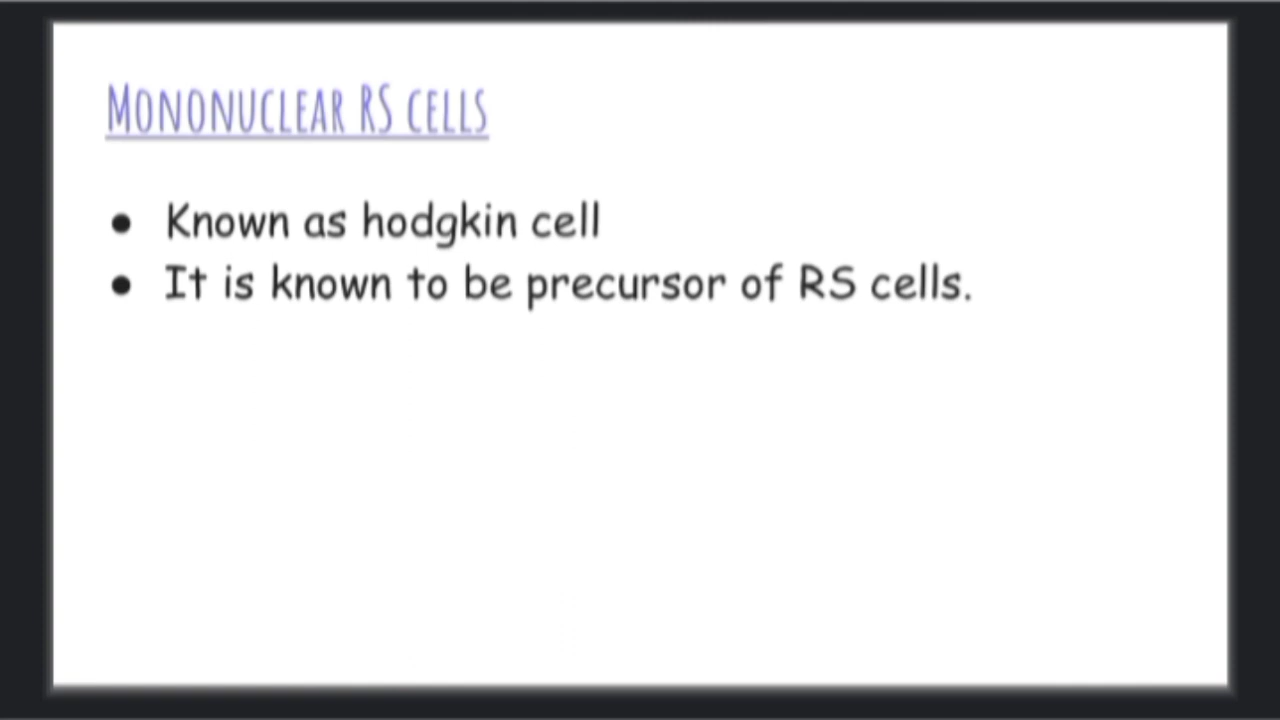 Mononuclear RS cells
● Known as hodgkin cell
● It is known to be precursor of RS cells.